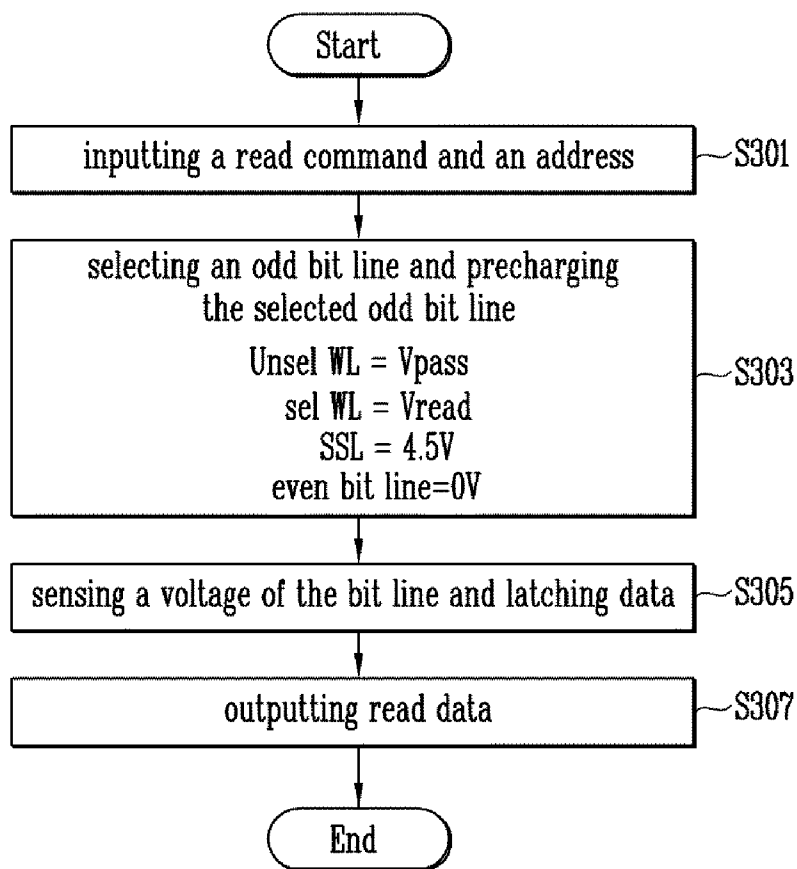 Start
inputting a read command and an address
S301
selecting an odd bit line and precharging
the selected odd bit line
Unsel WL = Vpass
sel WL = Vread
SSL = 4.5V
even bit line=0V
S303
sensing a voltage of the bit line and latching data
S305
outputting read data
S307
End